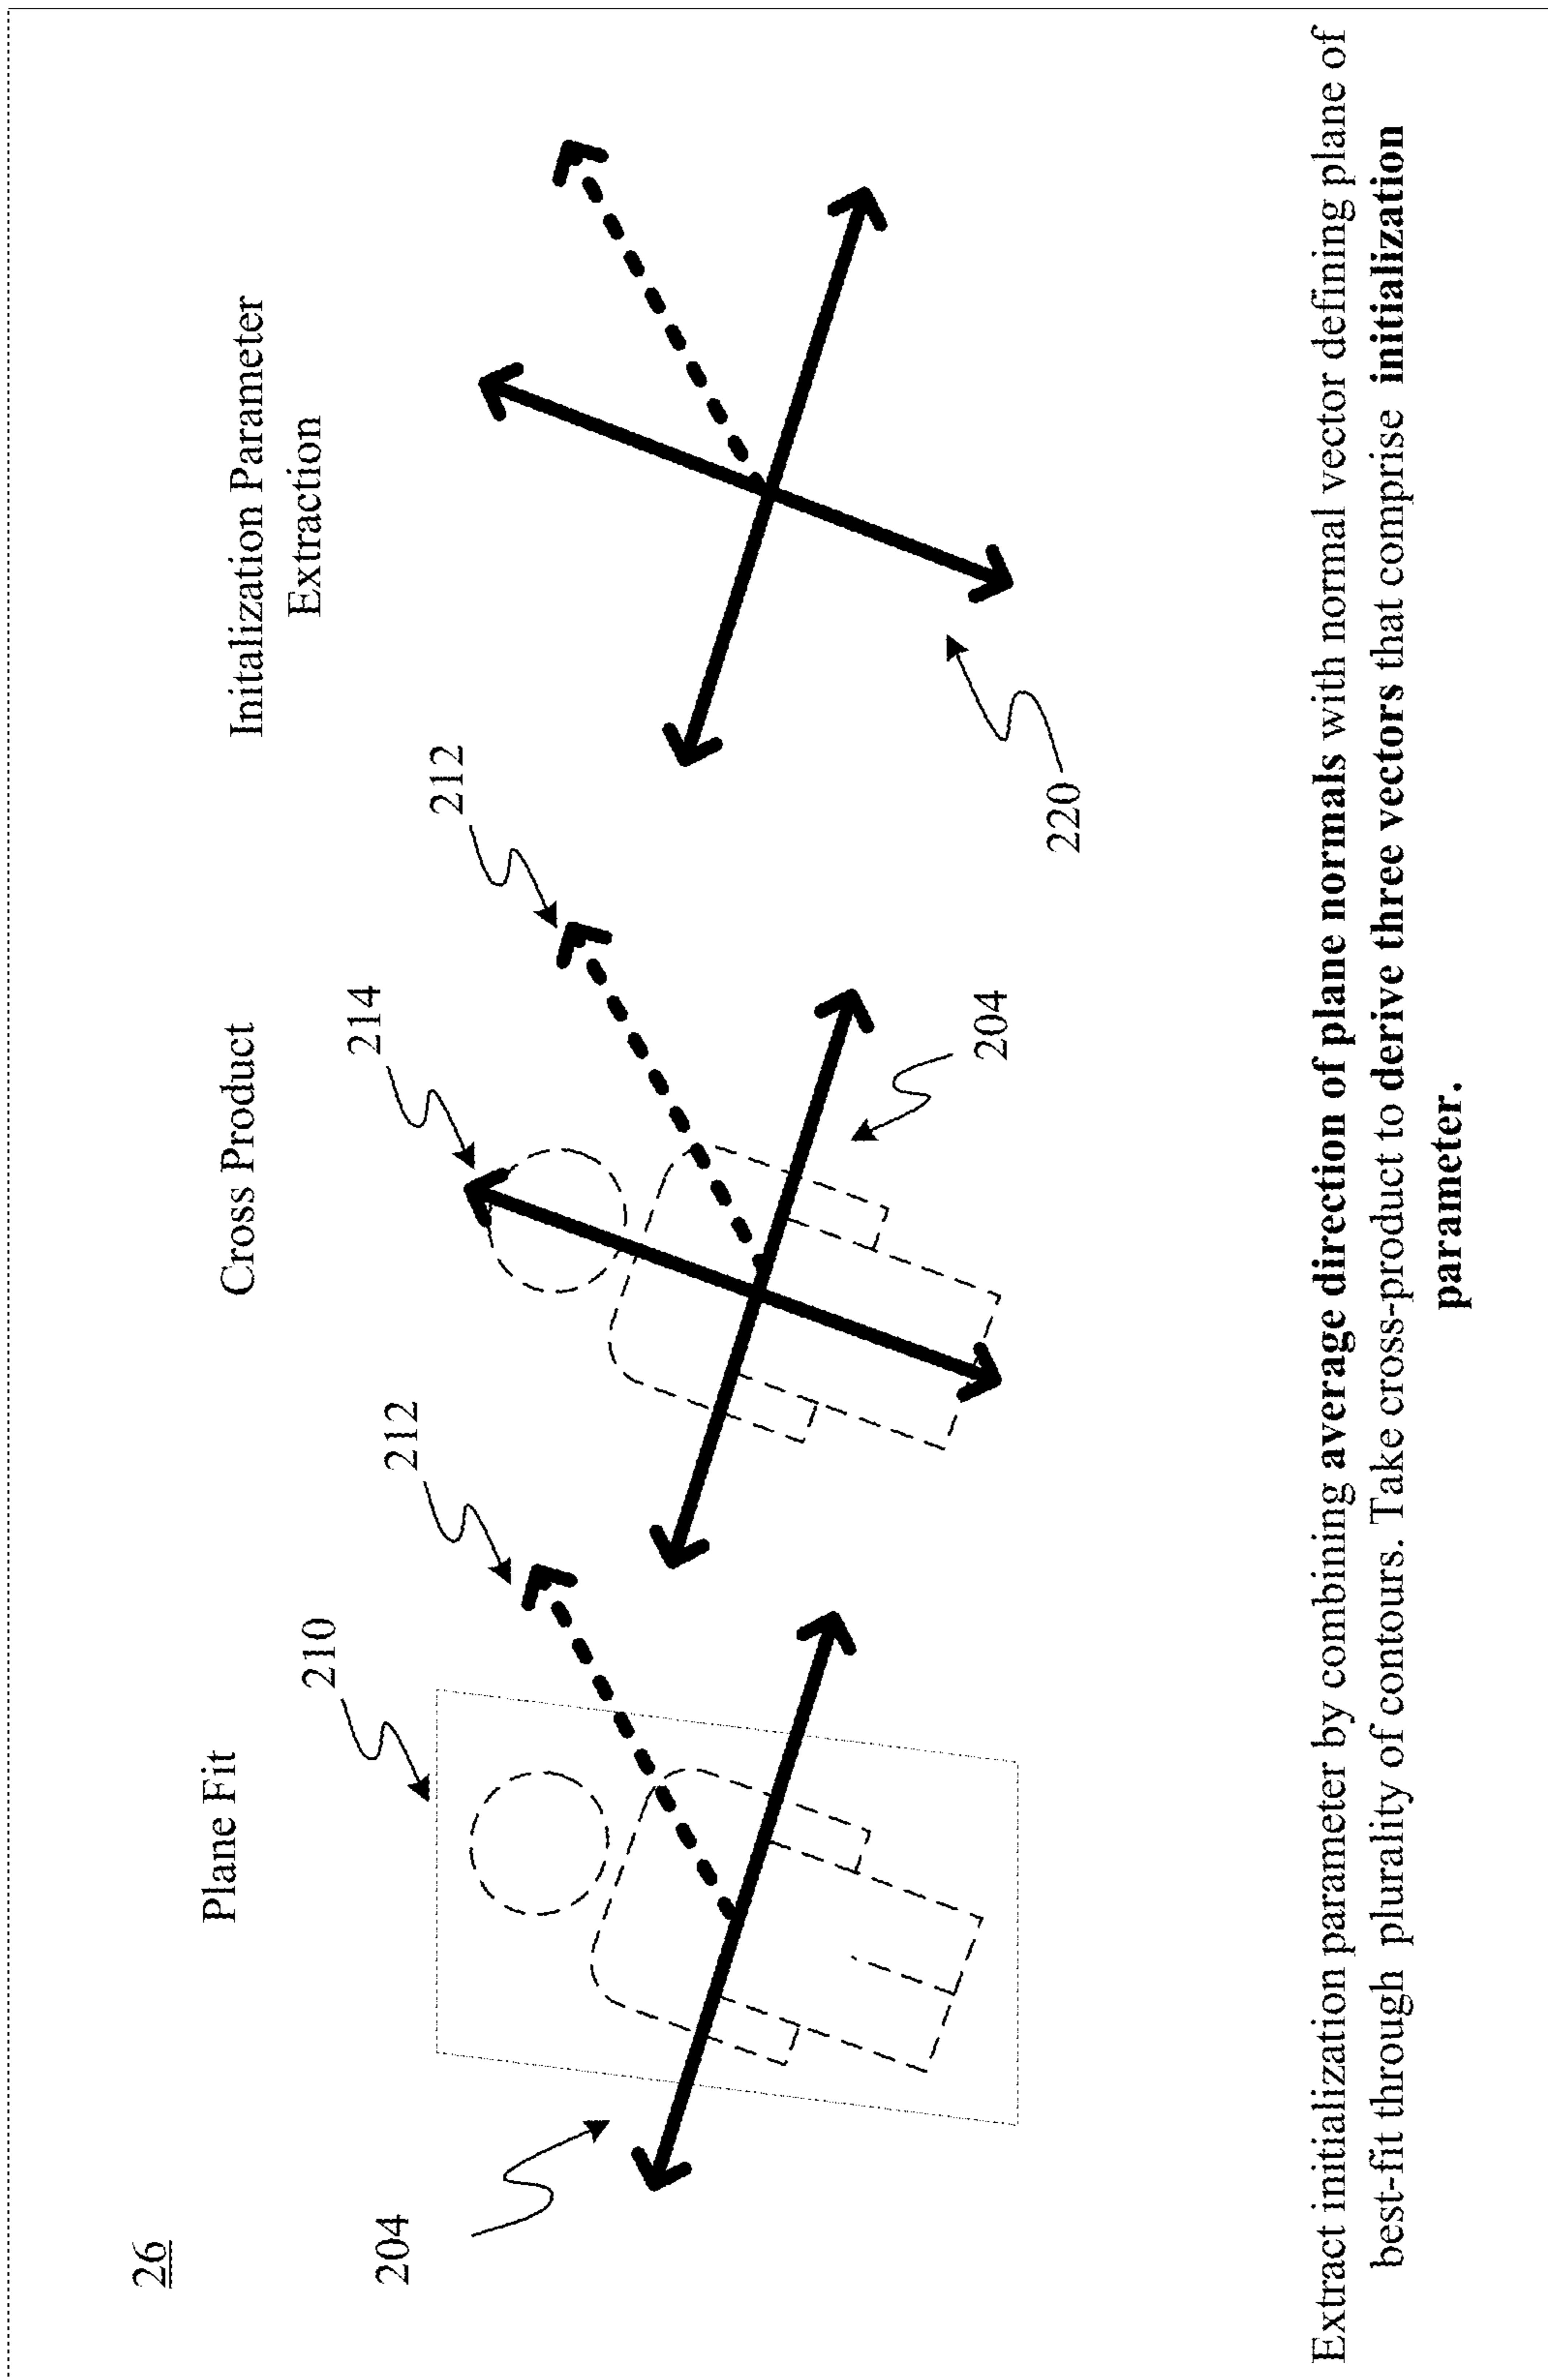 26
Plane Fit
Cross Product
Initalization Parameter
Extraction
204
210
212
214
212
204
220
Extract initialization parameter by combining average direction of plane normals with normal vector defining plane of
best-fit through plurality of contours. Take cross-product to derive three vectors that comprise initialization
parameter.